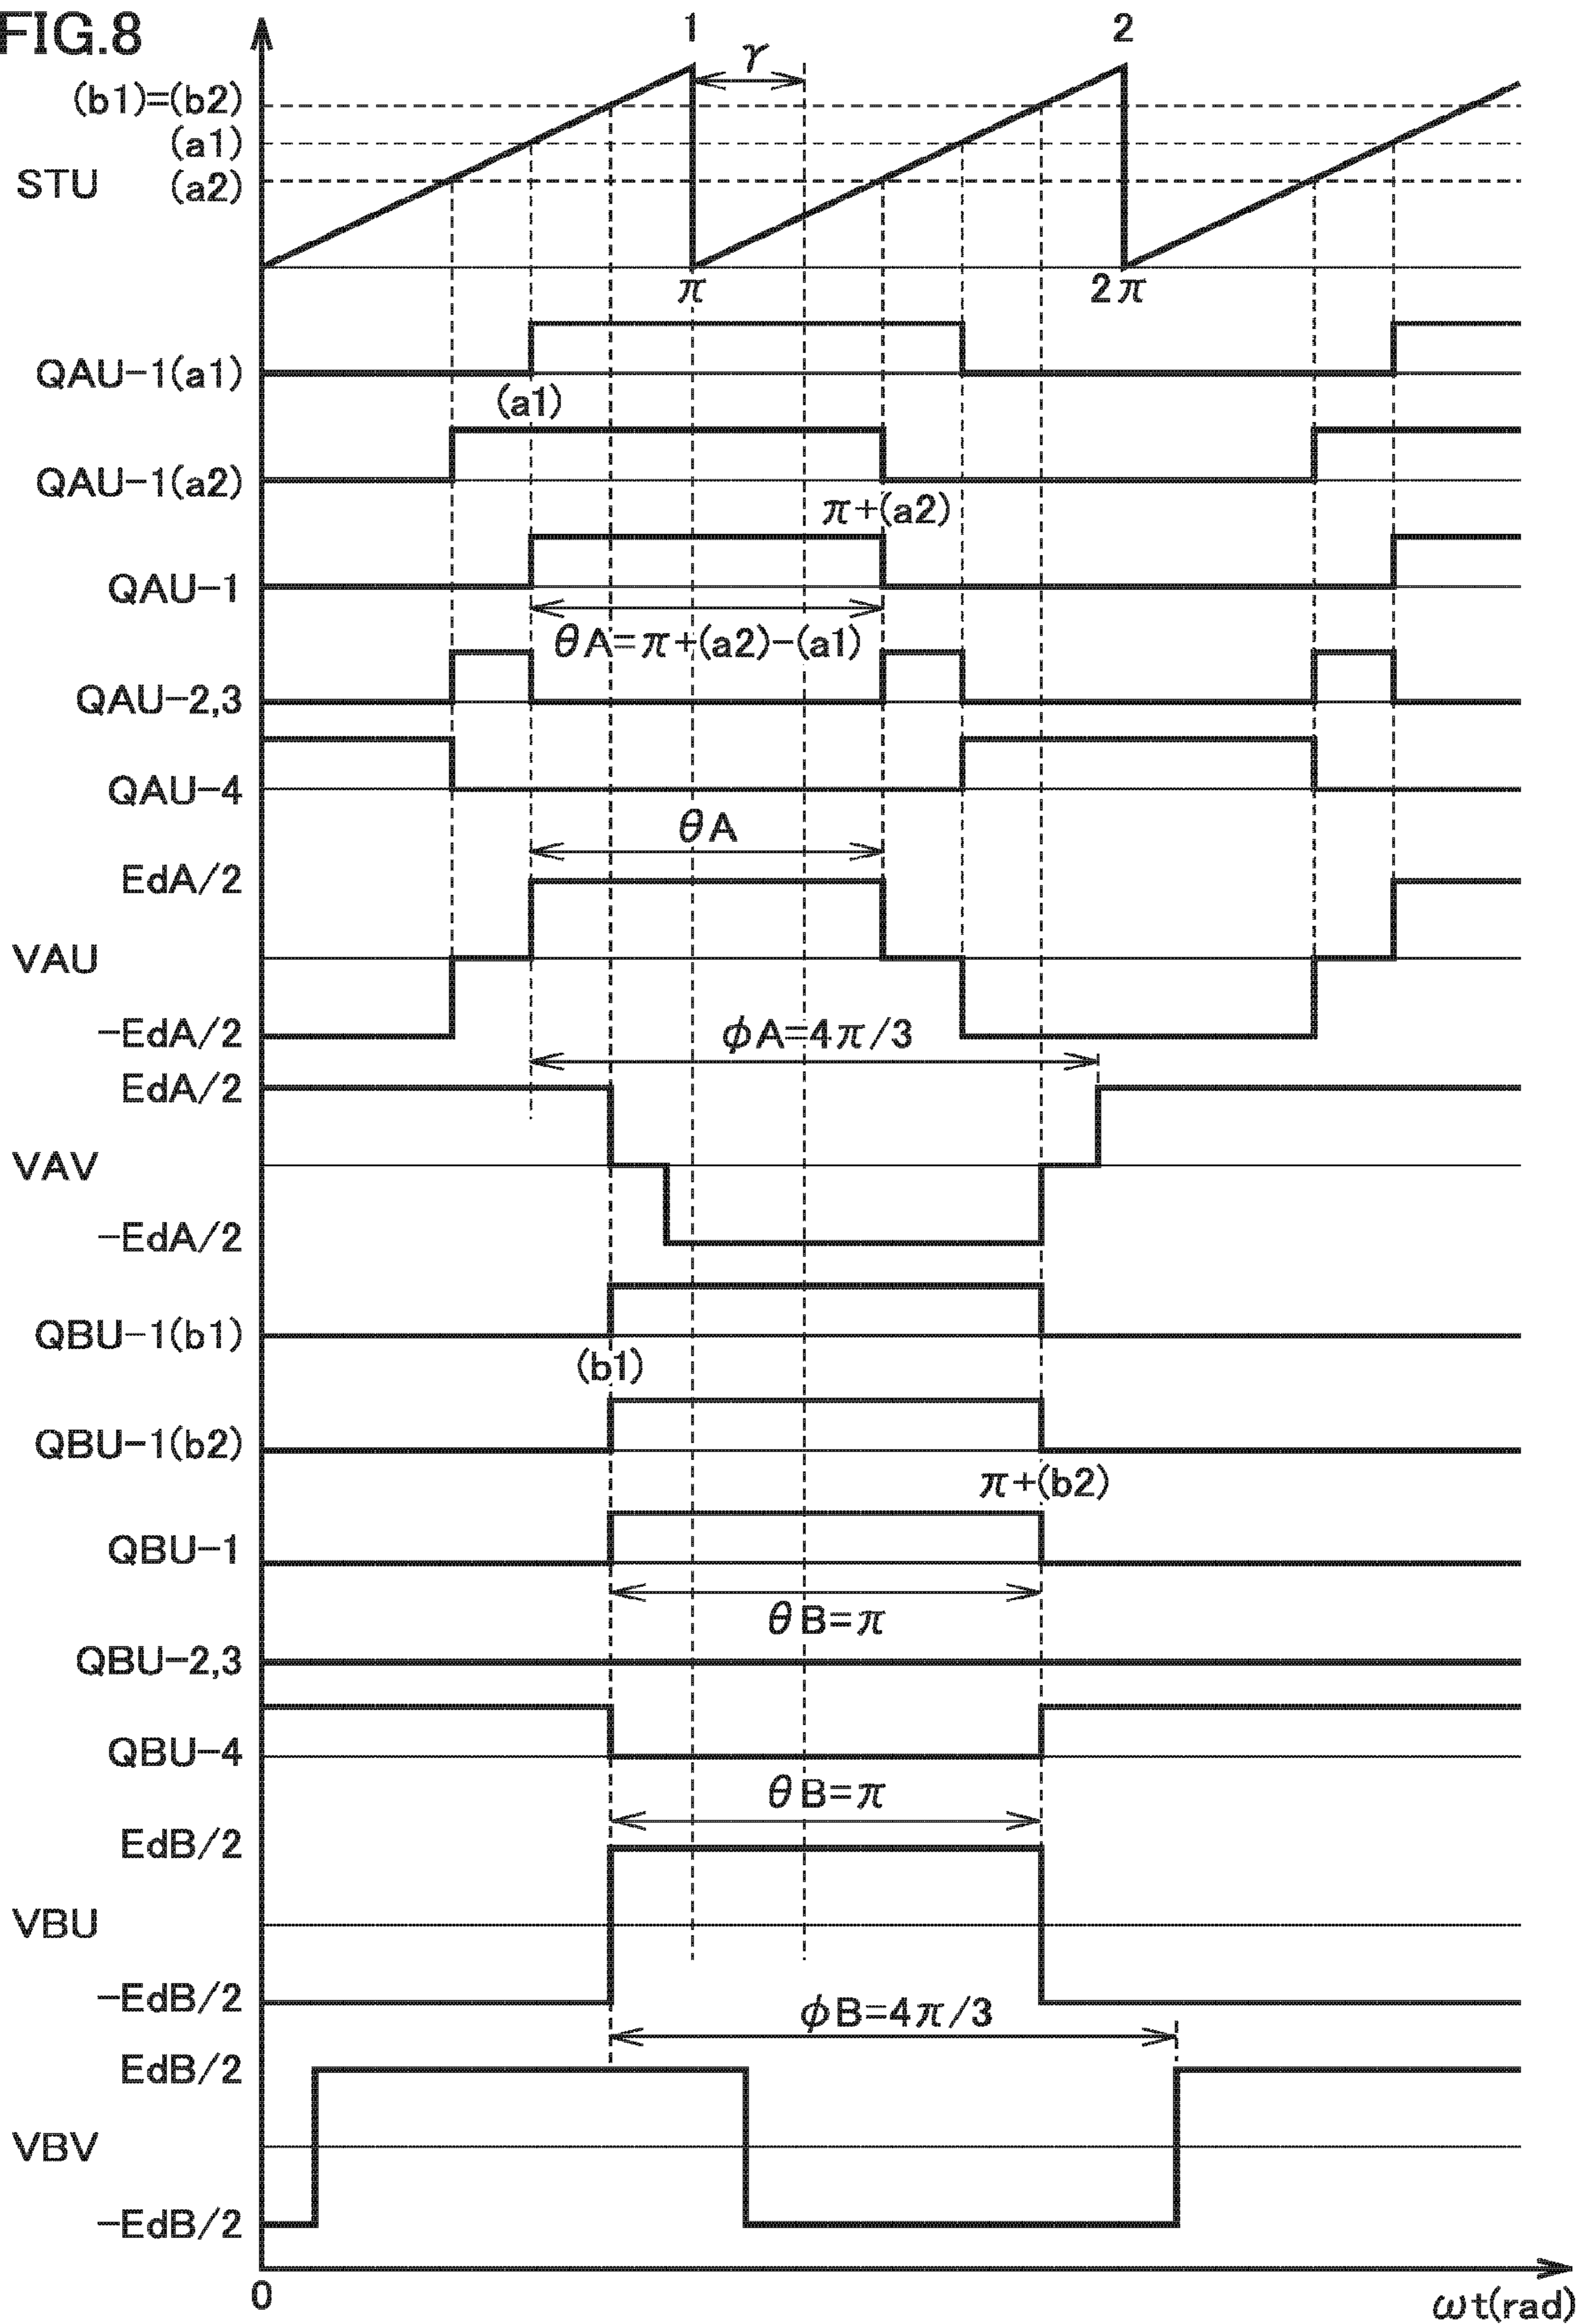 FIG.8
1
2
γ
(b1)=(b2)
(a1)
STU
(a2)
π
2π
QAU-1(a1)
(a1)
QAU-1(a2)
π+(a2)
QAU-1
θA=π+(a2)-(a1)
QAU-2,3
QAU-4
θA
EdA/2
VAU
-EdA/2
ϕA=4π/3
EdA/2
VAV
-EdA/2
QBU-1(b1)
(b1)
QBU-1(b2)
π+(b2)
QBU-1
θB=π
QBU-2,3
QBU-4
θB=π
EdB/2
VBU
-EdB/2
ϕB=4π/3
EdB/2
VBV
-EdB/2
0
ωt(rad)